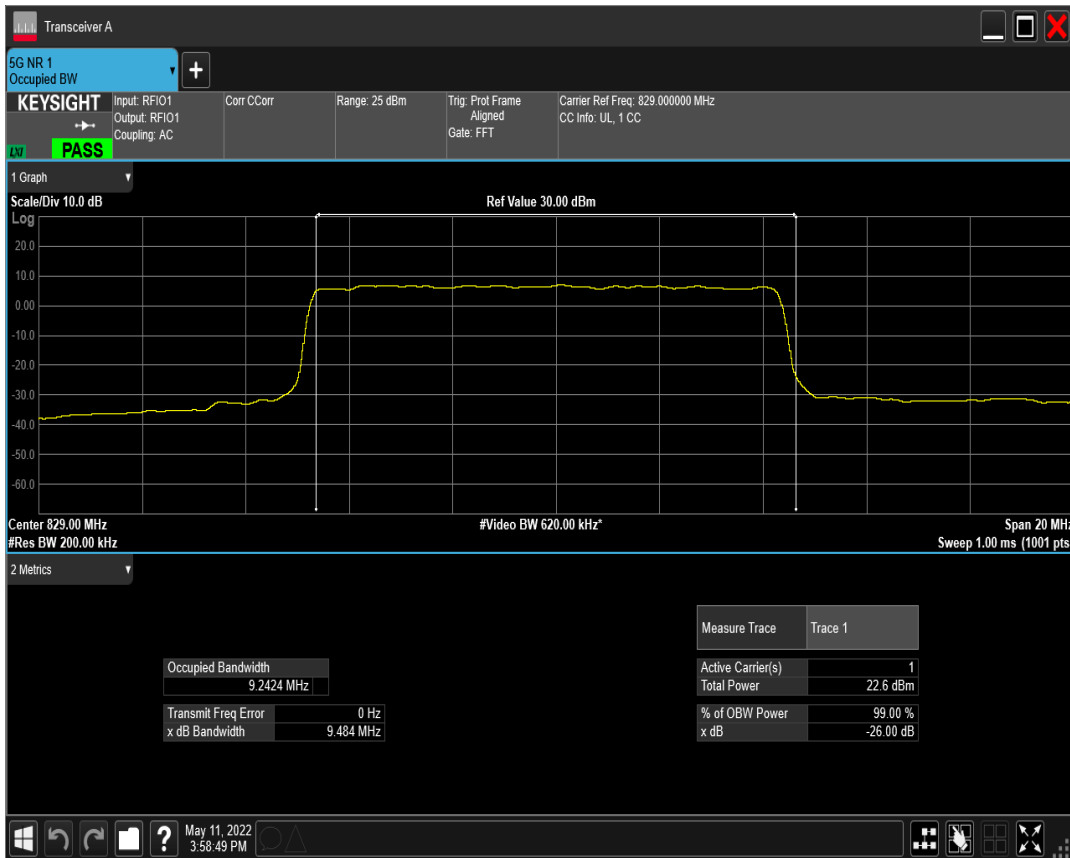 Transceiver A
5G NR 1
Occupied BW
+
KEYSIGHT
LXI
PASS
Input: RFIO1
Output: RFIO1
Coupling: AC
Corr CCorr
Range: 25 dBm
Trig: Prot Frame
Aligned
Gate: FFT
Carrier Ref Freq: 829.000000 MHz
CC Info: UL, 1 CC
1 Graph
Scale/Div 10.0 dB
Ref Value 30.00 dBm
Log
20.0
10.0
0.00
-10.0
-20.0
-30.0
-40.0
-50.0
-60.0
Center 829.00 MHz
#Video BW 620.00 kHz*
Span 20 MHz
#Res BW 200.00 kHz
Sweep 1.00 ms (1001 pts
2 Metrics
Measure Trace Trace 1
Occupied Bandwidth
9.2424 MHz
Active Carrier(s) 1
Total Power 22.6 dBm
Transmit Freq Error 0 Hz
x dB Bandwidth 9.484 MHz
% of OBW Power 99.00 %
x dB -26.00 dB
?
May 11, 2022
3:58:49 PM